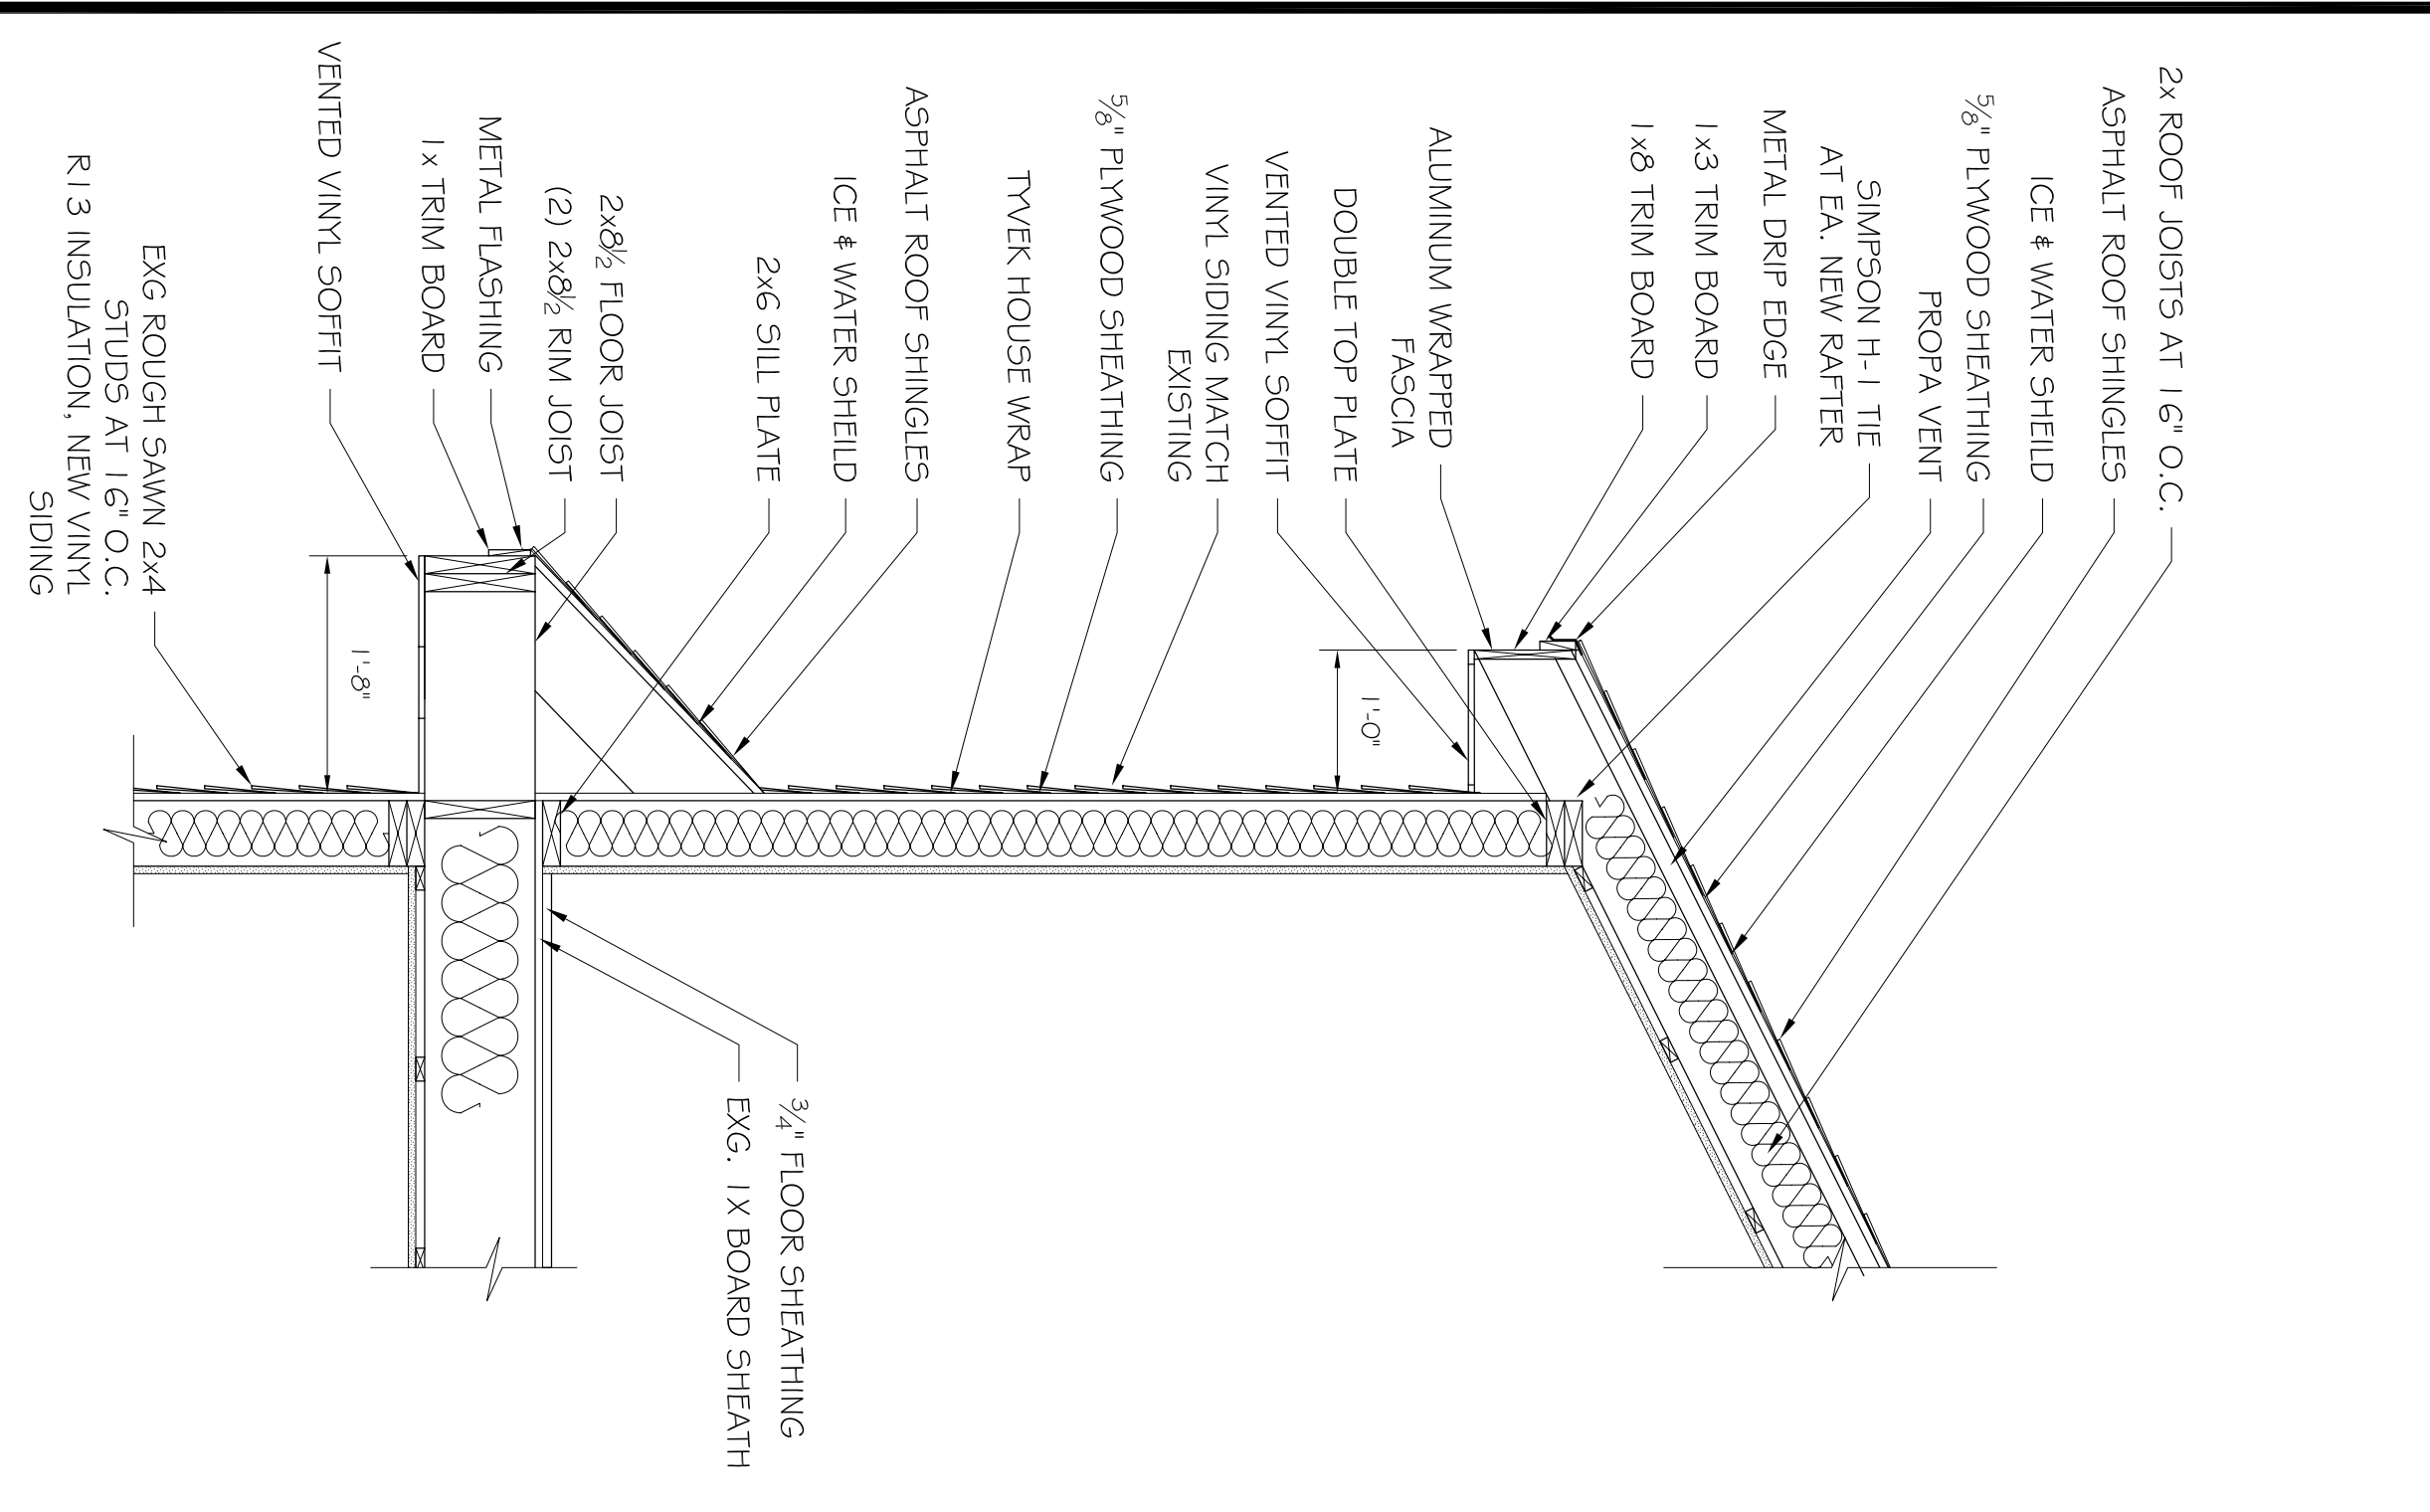 2x ROOF JOISTS AT 16" O.C.
ASPHALT ROOF SHINGLES
ICE & WATER SHEILD
5/8" PLYWOOD SHEATHING
PROPA VENT
SIMPSON H-1 TIE
AT EA. NEW RAFTER
METAL DRIP EDGE
1x3 TRIM BOARD
1x8 TRIM BOARD
ALUMINUM WRAPPED
FASCIA
DOUBLE TOP PLATE
VENTED VINYL SOFFIT
VINYL SIDING MATCH
EXISTING
5/8" PLYWOOD SHEATHING
TYVEK HOUSE WRAP
ASPHALT ROOF SHINGLES
ICE & WATER SHEILD
2x6 SILL PLATE
2x8½ FLOOR JOIST
(2) 2x8½ RIM JOIST
METAL FLASHING
1x TRIM BOARD
VENTED VINYL SOFFIT
EXG ROUGH SAWN 2x4
STUDS AT 16" O.C.
R13 INSULATION, NEW VINYL
SIDING
1'-0"
1'-8"
3/4" FLOOR SHEATHING
EXG. 1X BOARD SHEATH